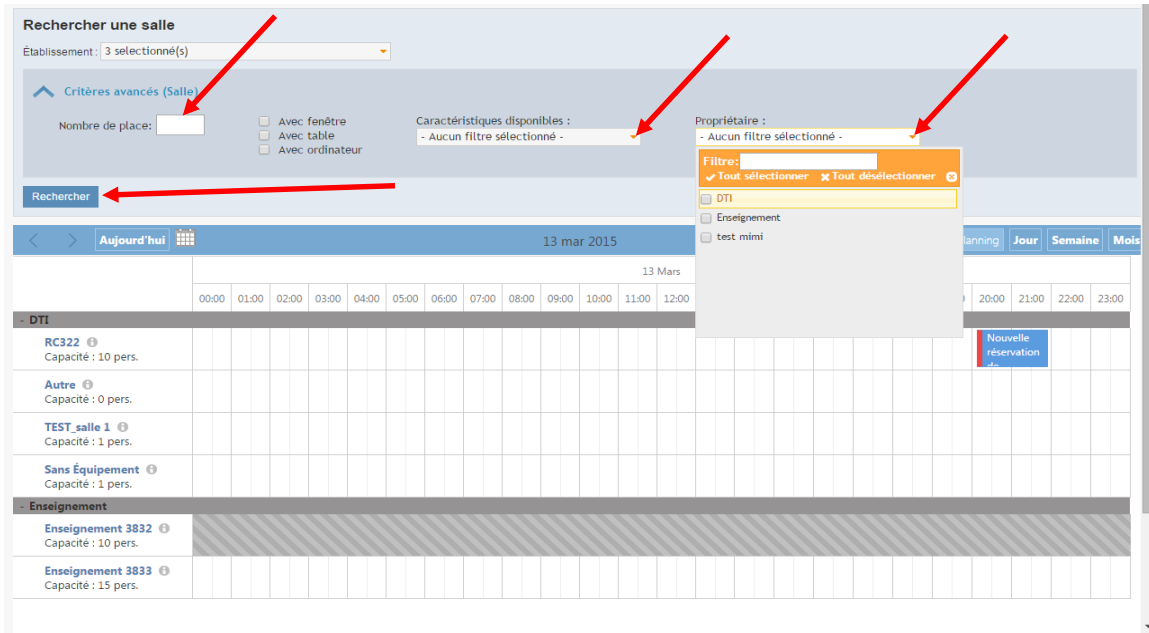 Rechercher une salle
Établissement : 3 selectionné(s)
Critères avancés (Salle)
Nombre de place:
Avec fenêtre
Avec table
Avec ordinateur
Caractéristiques disponibles :
- Aucun filtre sélectionné -
Propriétaire :
- Aucun filtre sélectionné -
Filtre:
Tout sélectionner Tout désélectionner
DTI
Enseignement
test mimi
Rechercher
Aujourd'hui 13 mar 2015 lanning Jour Semaine Mois
13 Mars
00:00 01:00 02:00 03:00 04:00 05:00 06:00 07:00 08:00 09:00 10:00 11:00 12:00 20:00 21:00 22:00 23:00
- DTI
RC322
Capacité : 10 pers.
Nouvelle
réservation
de
Autre
Capacité : 0 pers.
TEST_salle 1
Capacité : 1 pers.
Sans Équipement
Capacité : 1 pers.
- Enseignement
Enseignement 3832
Capacité : 10 pers.
Enseignement 3833
Capacité : 15 pers.